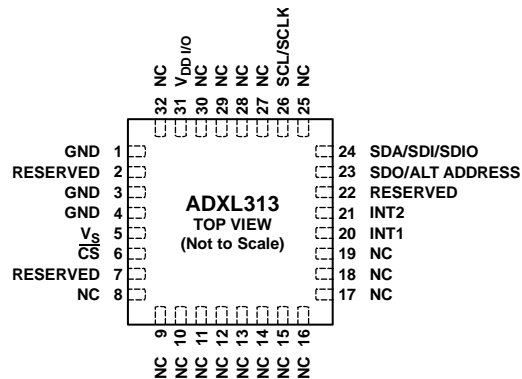 32 NC
31 VDD I/O
30 NC
29 NC
28 NC
27 NC
26 SCL/SCLK
25 NC
GND 1
RESERVED 2
GND 3
GND 4
VS 5
CS 6
RESERVED 7
NC 8
ADXL313
TOP VIEW
(Not to Scale)
24 SDA/SDI/SDIO
23 SDO/ALT ADDRESS
22 RESERVED
21 INT2
20 INT1
19 NC
18 NC
17 NC
NC 9
NC 10
NC 11
NC 12
NC 13
NC 14
NC 15
NC 16